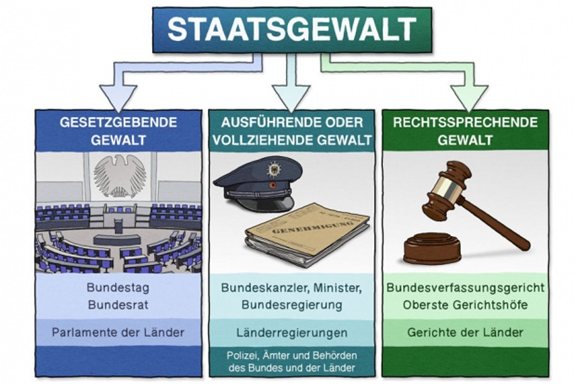 STAATSGEWALT
GESETZGEBENDE
GEWALT
Bundestag
Bundesrat
Parlamente der Länder
AUSFÜHRENDE ODER
VOLLZIEHENDE GEWALT
GENEHMIGUNG
Bundeskanzler, Minister,
Bundesregierung
Länderregierungen
Polizei, Ämter und Behörden
des Bundes und der Länder
RECHTSSPRECHENDE
GEWALT
Bundesverfassungsgericht
Oberste Gerichtshöfe
Gerichte der Länder